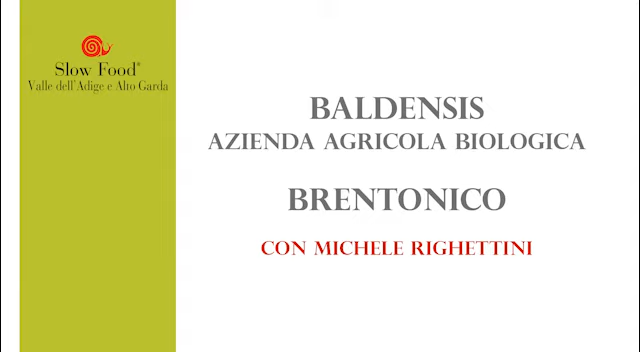 Slow Food®
Valle dell'Adige e Alto Garda
BALDENSIS
AZIENDA AGRICOLA BIOLOGICA
BRENTONICO
CON MICHELE RIGHETTINI